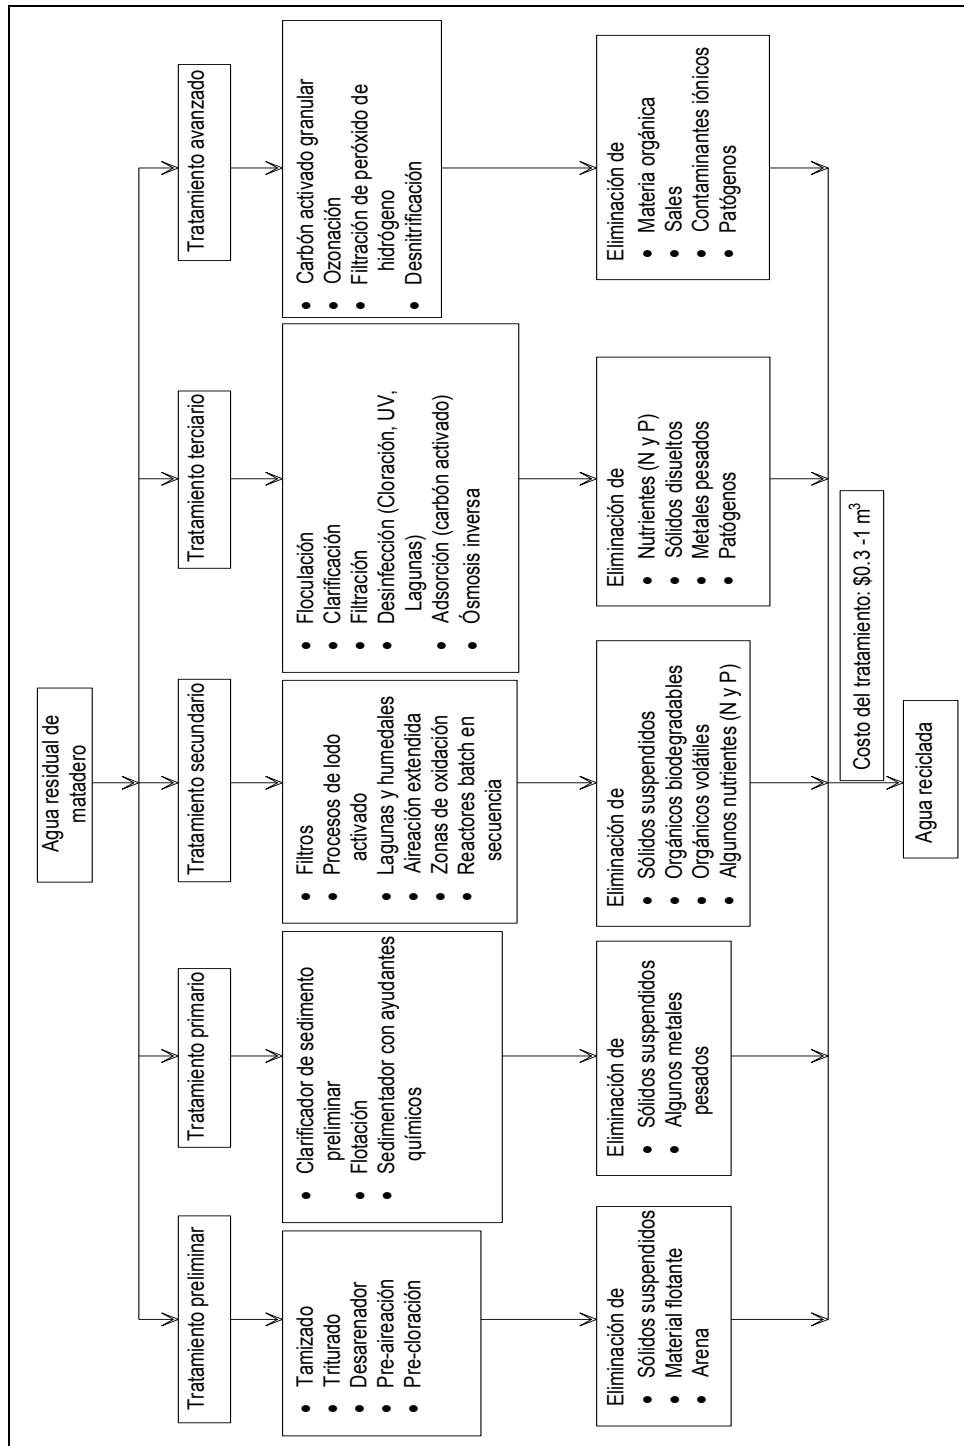 Agua residual de
matadero
Tratamiento preliminar
Tratamiento primario
Tratamiento secundario
Tratamiento terciario
Tratamiento avanzado
• Tamizado
• Triturado
• Desarenador
• Pre-aireación
• Pre-cloración
• Clarificador de sedimento
preliminar
• Flotación
• Sedimentador con ayudantes
químicos
• Filtros
• Procesos de lodo
activado
• Lagunas y humedales
• Aireación extendida
• Zonas de oxidación
• Reactores batch en
secuencia
• Floculación
• Clarificación
• Filtración
• Desinfección (Cloración, UV,
Lagunas)
• Adsorción (carbón activado)
• Ósmosis inversa
• Carbón activado granular
• Ozonación
• Filtración de peróxido de
hidrógeno
• Desnitrificación
Eliminación de
• Sólidos suspendidos
• Material flotante
• Arena
Eliminación de
• Sólidos suspendidos
• Algunos metales
pesados
Eliminación de
• Sólidos suspendidos
• Orgánicos biodegradables
• Orgánicos volátiles
• Algunos nutrientes (N y P)
Eliminación de
• Nutrientes (N y P)
• Sólidos disueltos
• Metales pesados
• Patógenos
Eliminación de
• Materia orgánica
• Sales
• Contaminantes iónicos
• Patógenos
Costo del tratamiento: $0.3 -1 m³
Agua reciclada